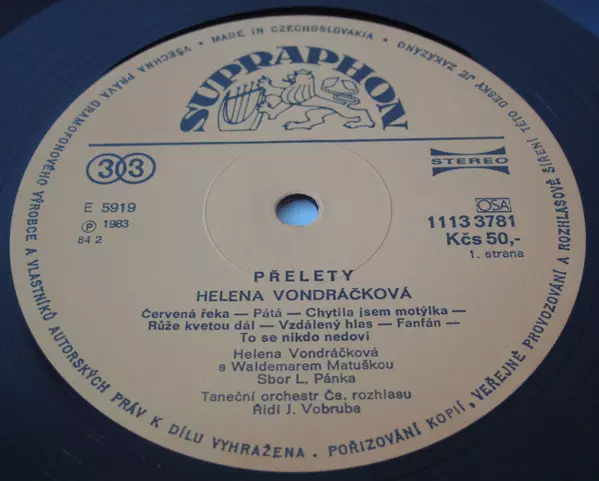 VŠECHNA PRÁVA GRAMOFONOVÉHO VÝROBCE A VLASTNÍKŮ AUTORSKÝCH PRÁV K DÍLU VYHRAŽENA. POŘIZOVÁNÍ KOPIÍ, VEŘEJNÉ PROVOZOVÁNÍ A ROZHLASOVÉ ŠÍŘENÍ TÉTO DESKY JE ZAKÁZÁNO • MADE IN CZECHOSLOVAKIA •
SUPRAPHON
33
STEREO
E 5919
Ⓟ 1983
84 2
OSA
1113 3781
Kčs 50,-
1. strana
PŘELETY
HELENA VONDRÁČKOVÁ
Červená řeka — Pátá — Chytila jsem motýlka —
Růže kvetou dál — Vzdálený hlas — Fanfán —
To se nikdo nedoví
Helena Vondráčková
s Waldemarem Matuškou
Sbor L. Pánka
Taneční orchestr Čs. rozhlasu
Řídí J. Vobruba